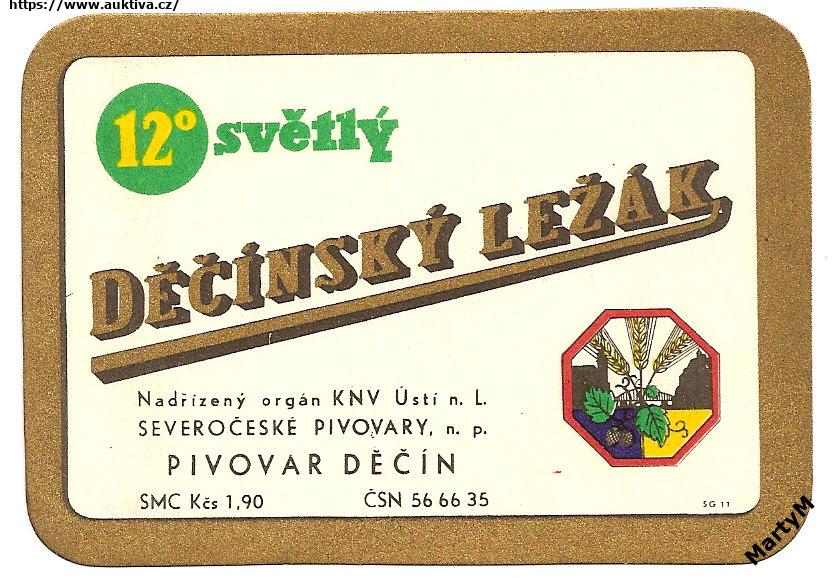 https://www.auktiva.cz/
12° světlý
DĚČÍNSKÝ LEŽÁK
Nadřízený orgán KNV Ústí n. L.
SEVEROČESKÉ PIVOVARY, n. p.
PIVOVAR DĚČÍN
SMC Kčs 1,90 ČSN 56 66 35
SG 11
MartyM